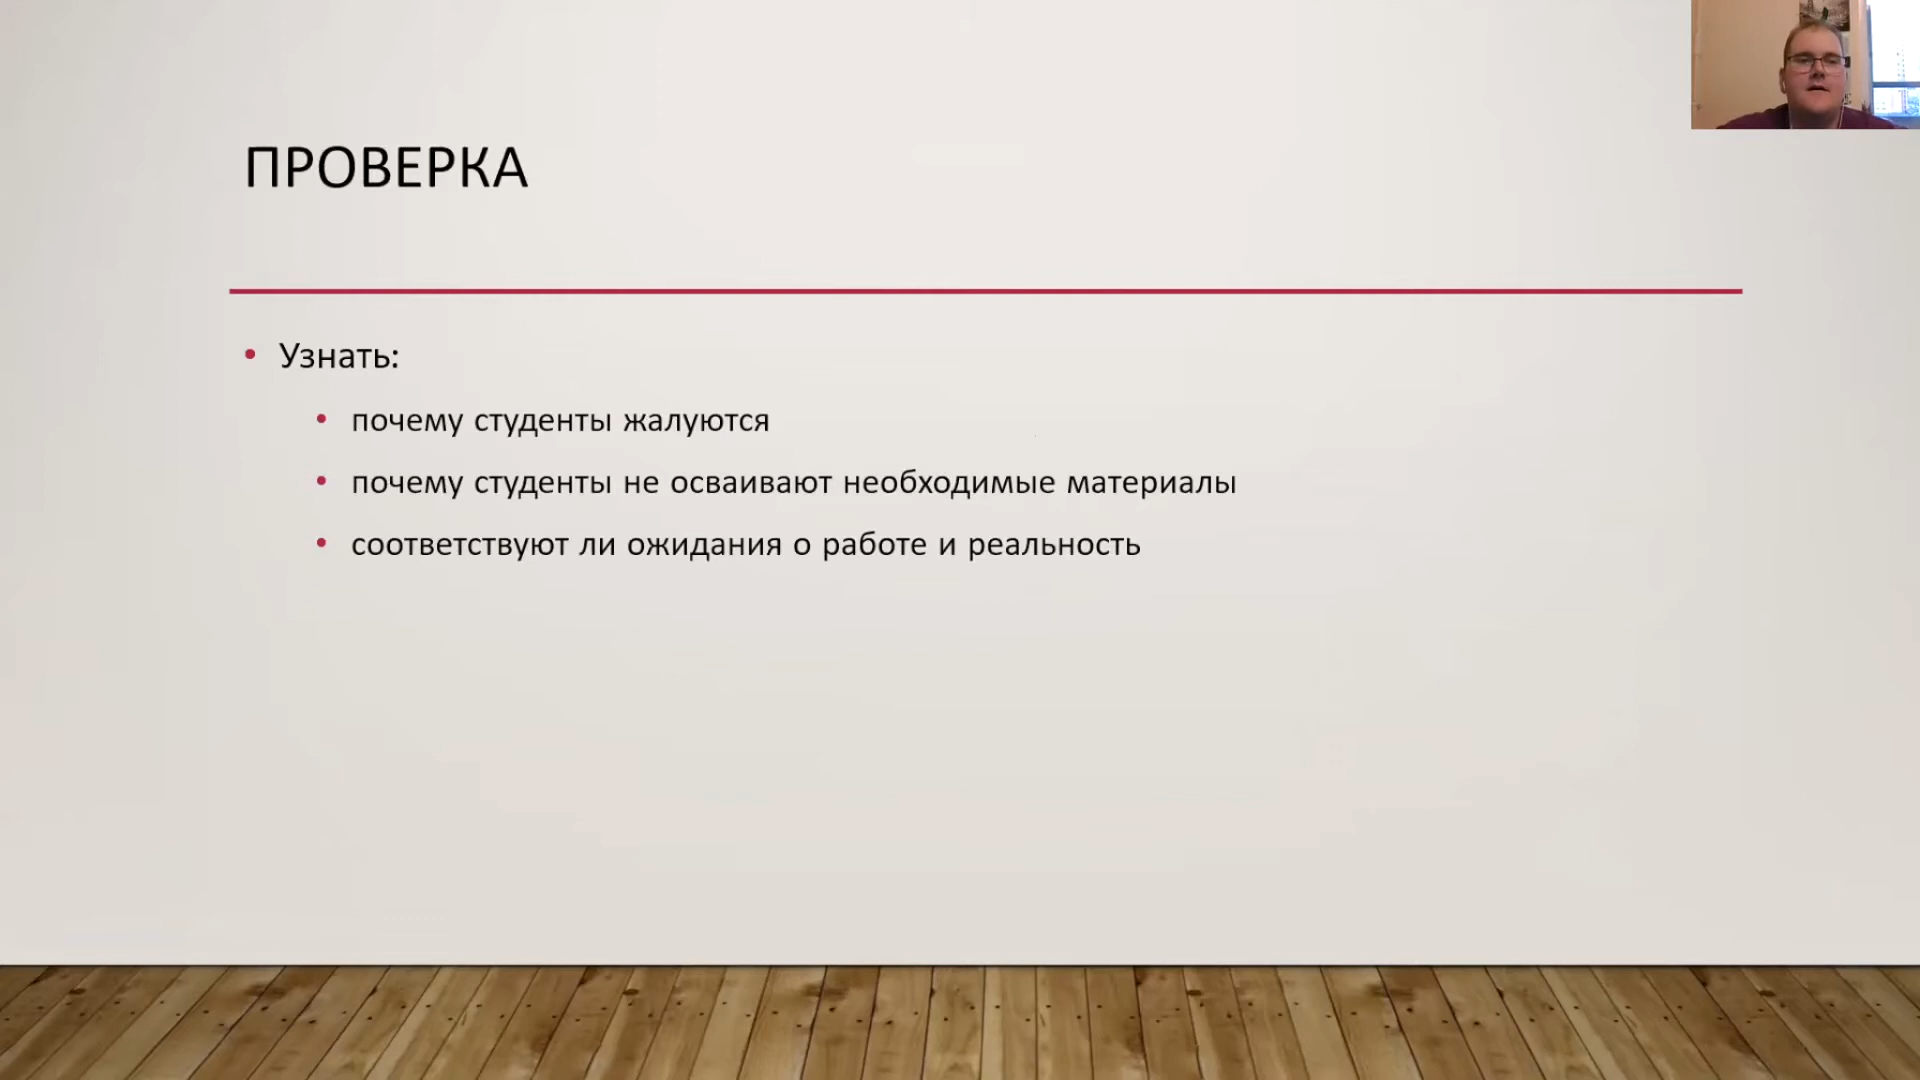 ПРОВЕРКА
• Узнать:
• почему студенты жалуются
• почему студенты не осваивают необходимые материалы
• соответствуют ли ожидания о работе и реальность